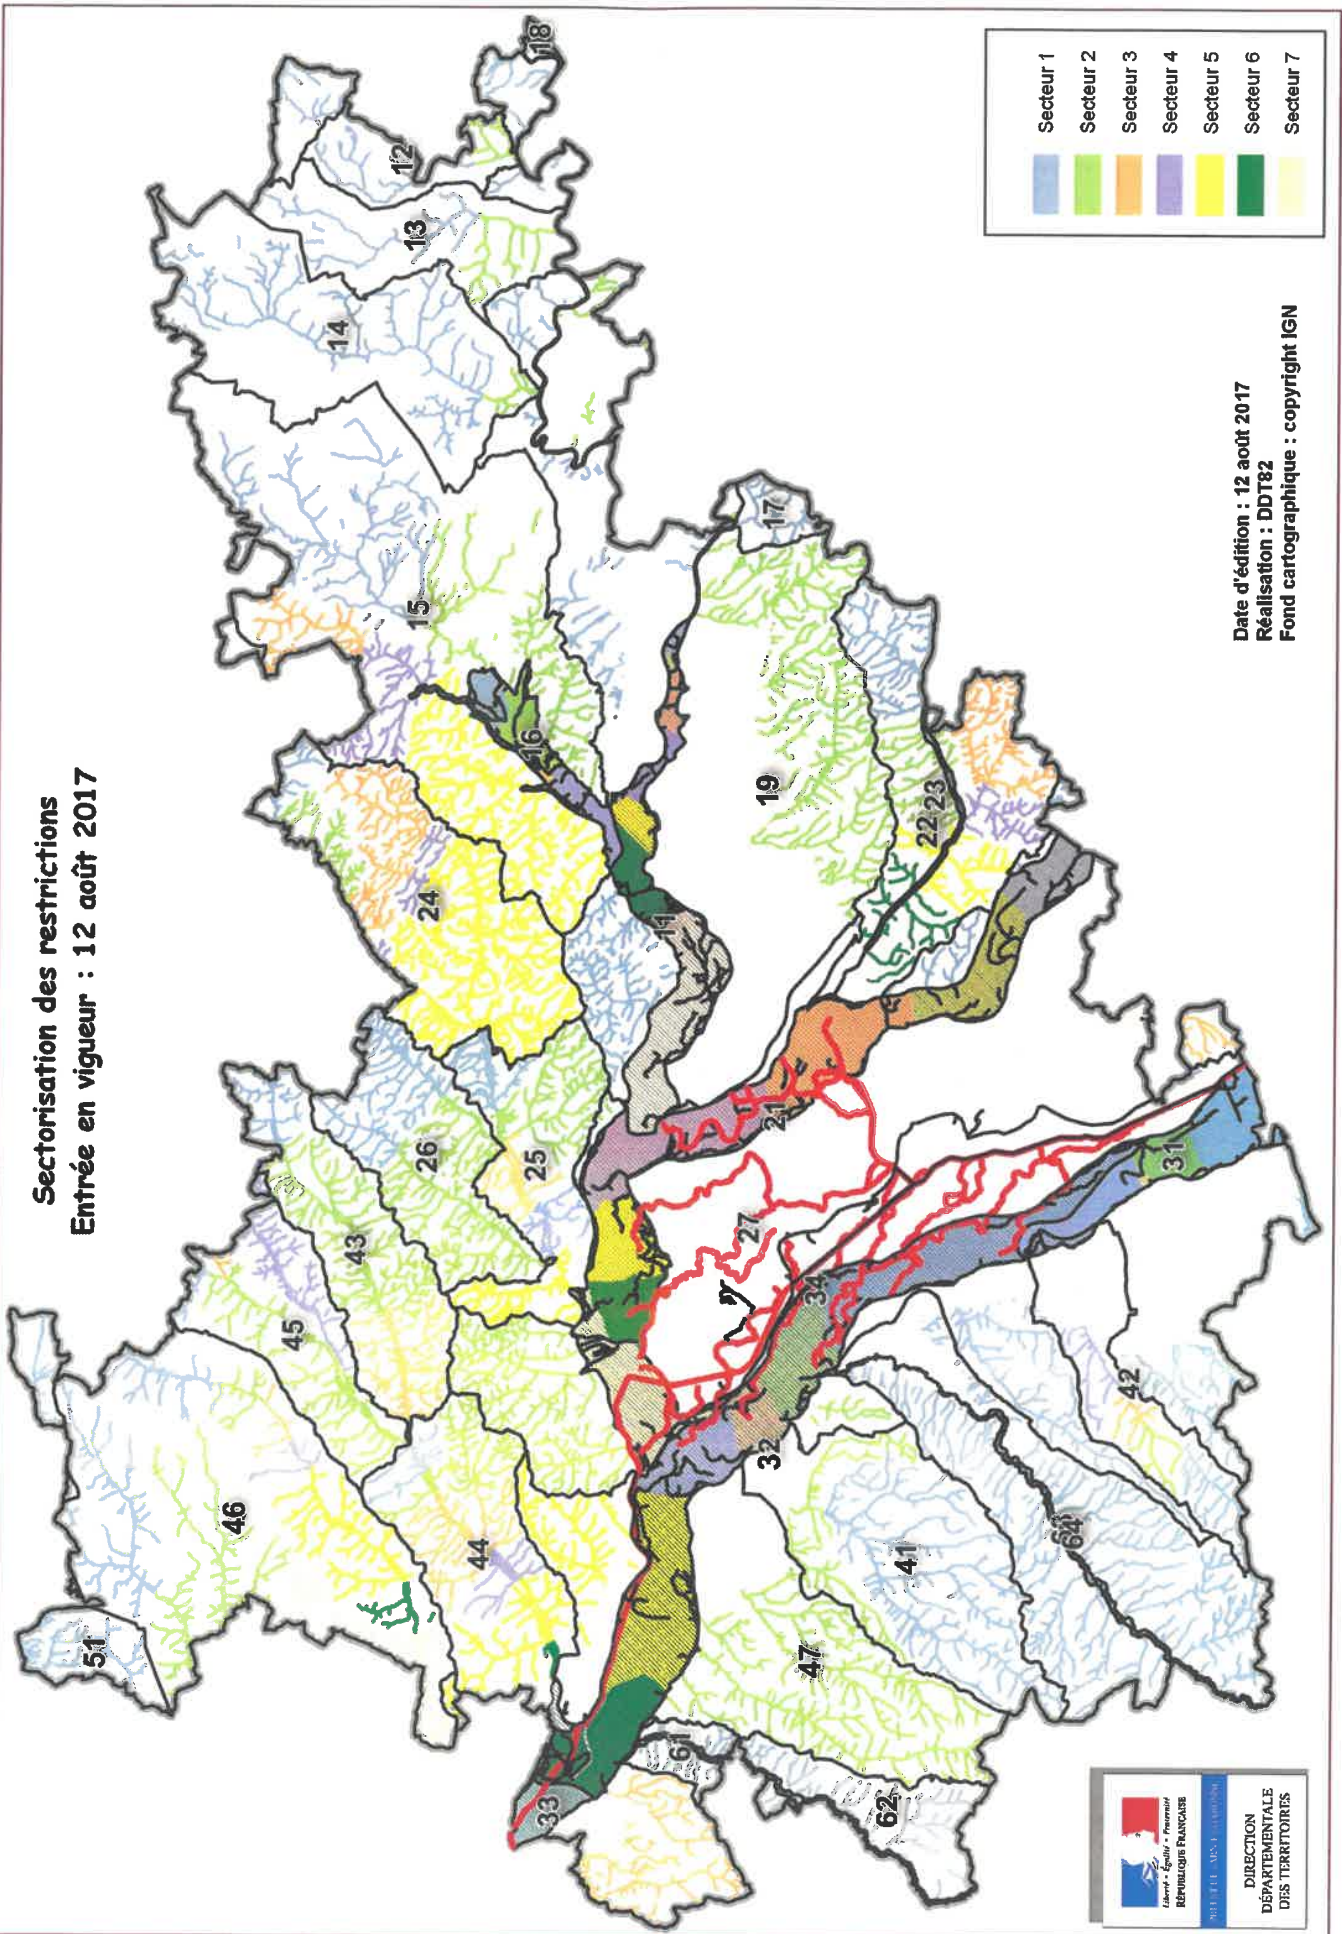 Sectorisation des restrictions
Entrée en vigueur : 12 août 2017
51
46
45
44
43
26
25
24
15
14
13
12
18
16
17
11
19
22
23
21
27
34
31
32
33
61
62
47
41
64
42
Liberté • Égalité • Fraternité
RÉPUBLIQUE FRANÇAISE
DIRECTION
DÉPARTEMENTALE
DES TERRITOIRES
Date d'édition : 12 août 2017
Réalisation : DDT82
Fond cartographique : copyright IGN
Secteur 1
Secteur 2
Secteur 3
Secteur 4
Secteur 5
Secteur 6
Secteur 7